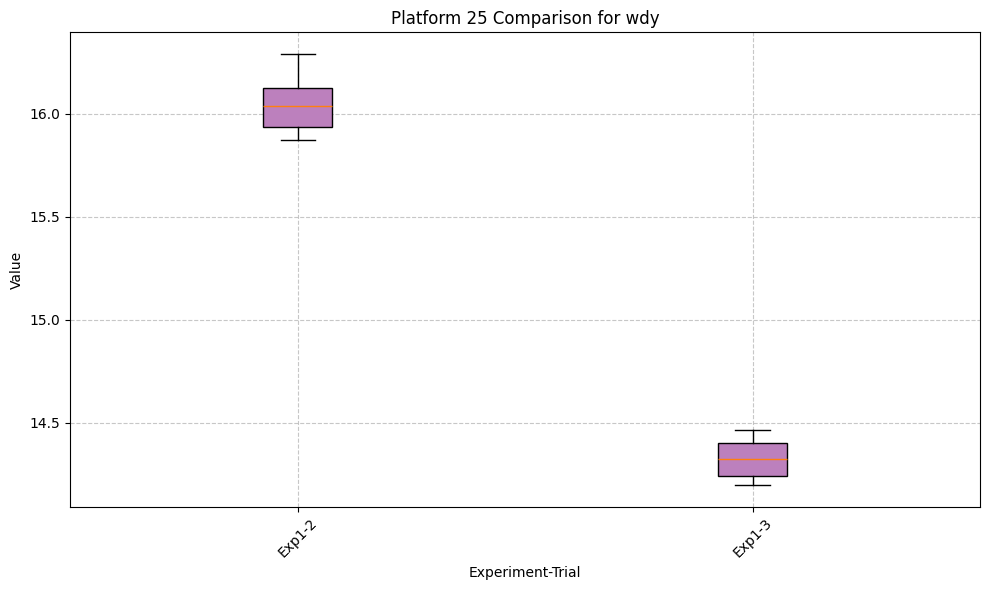 Platform 25 Comparison for wdy
Value
16.0
15.5
15.0
14.5
Exp1-2
Exp1-3
Experiment-Trial